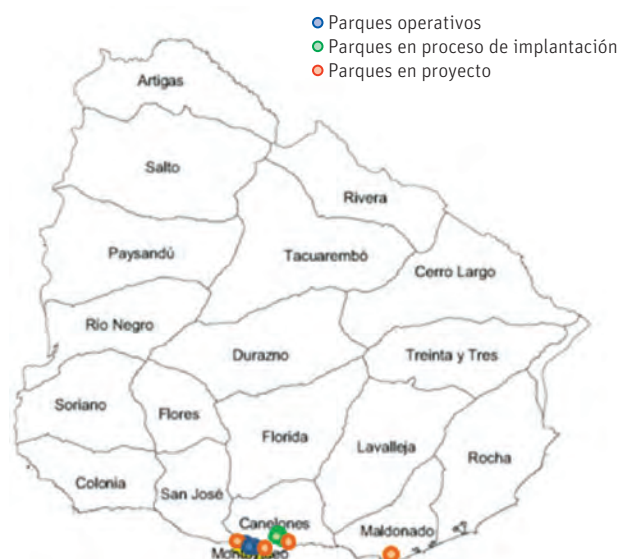 Parques operativos
Parques en proceso de implantación
Parques en proyecto
Artigas
Salto
Rivera
Paysandú
Tacuarembó
Cerro Largo
Río Negro
Durazno
Treinta y Tres
Soriano
Flores
Florida
Lavalleja
Rocha
Colonia
San José
Canelones
Maldonado